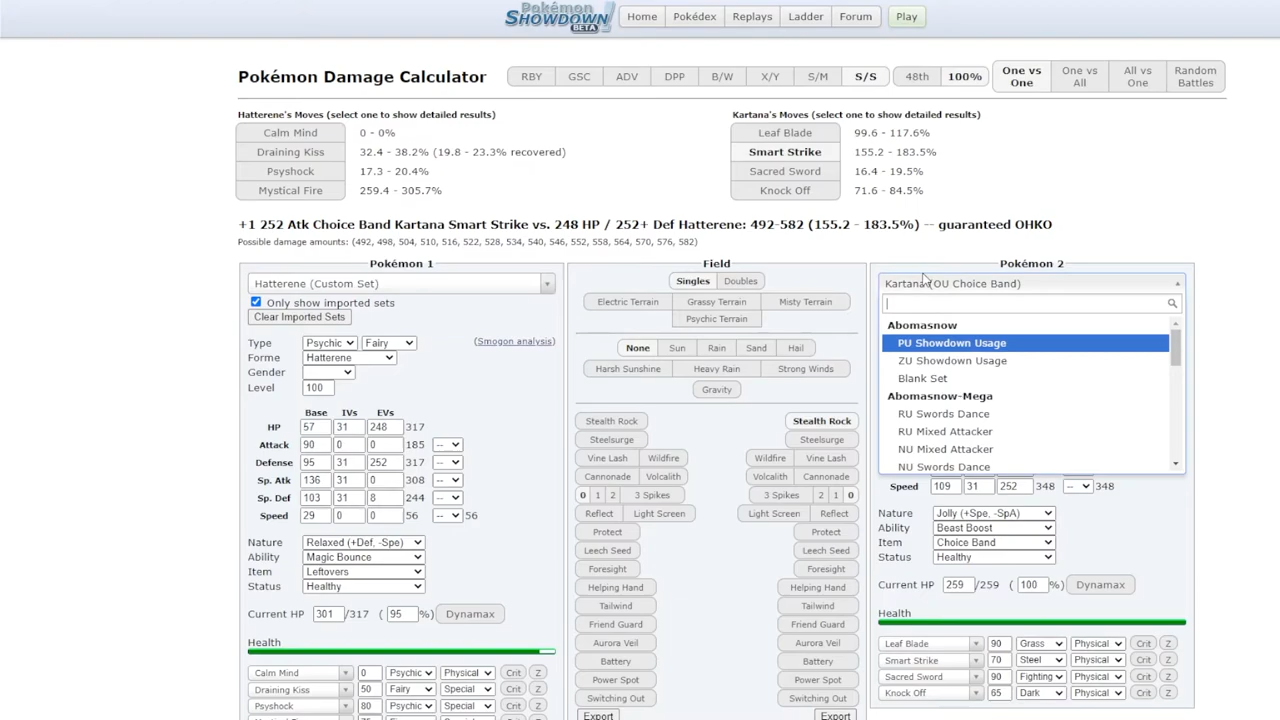 Pokémon SHOWDOWN! BETA Home Pokédex Replays Ladder Forum Play
Pokémon Damage Calculator RBY GSC ADV DPP B/W X/Y S/M S/S 48th 100% One vs One One vs All All vs One Random Battles
Hatterene's Moves (select one to show detailed results) Kartana's Moves (select one to show detailed results)
Calm Mind 0 - 0% Leaf Blade 99.6 - 117.6%
Draining Kiss 32.4 - 38.2% (19.8 - 23.3% recovered) Smart Strike 155.2 - 183.5%
Psyshock 17.3 - 20.4% Sacred Sword 16.4 - 19.5%
Mystical Fire 259.4 - 305.7% Knock Off 71.6 - 84.5%
+1 252 Atk Choice Band Kartana Smart Strike vs. 248 HP / 252+ Def Hatterene: 492-582 (155.2 - 183.5%) -- guaranteed OHKO
Possible damage amounts: (492, 498, 504, 510, 516, 522, 528, 534, 540, 546, 552, 558, 564, 570, 576, 582)
Pokémon 1
Hatterene (Custom Set)
Only show imported sets
Clear Imported Sets
Type Psychic Fairy (Smogon analysis)
Forme Hatterene
Gender
Level 100
Base IVs EVs
HP 57 31 248 317
Attack 90 0 0 185 --
Defense 95 31 252 317 --
Sp. Atk 136 31 0 308 --
Sp. Def 103 31 8 244 --
Speed 29 0 0 56 -- 56
Nature Relaxed (+Def, -Spe)
Ability Magic Bounce
Item Leftovers
Status Healthy
Current HP 301 /317 ( 95 %) Dynamax
Health
Calm Mind 0 Psychic Physical Crit Z
Draining Kiss 50 Fairy Special Crit Z
Psyshock 80 Psychic Special Crit Z
Field
Singles Doubles
Electric Terrain Grassy Terrain Misty Terrain
Psychic Terrain
None Sun Rain Sand Hail
Harsh Sunshine Heavy Rain Strong Winds
Gravity
Stealth Rock Stealth Rock
Steelsurge Steelsurge
Vine Lash Wildfire Wildfire Vine Lash
Cannonade Volcalith Volcalith Cannonade
0 1 2 3 Spikes 3 Spikes 2 1 0
Reflect Light Screen Light Screen Reflect
Protect Protect
Leech Seed Leech Seed
Foresight Foresight
Helping Hand Helping Hand
Tailwind Tailwind
Friend Guard Friend Guard
Aurora Veil Aurora Veil
Battery Battery
Power Spot Power Spot
Switching Out Switching Out
Export Export
Pokémon 2
Kartana (OU Choice Band)
Abomasnow
PU Showdown Usage
ZU Showdown Usage
Blank Set
Abomasnow-Mega
RU Swords Dance
RU Mixed Attacker
NU Mixed Attacker
NU Swords Dance
Speed 109 31 252 348 -- 348
Nature Jolly (+Spe, -SpA)
Ability Beast Boost
Item Choice Band
Status Healthy
Current HP 259 /259 ( 100 %) Dynamax
Health
Leaf Blade 90 Grass Physical Crit Z
Smart Strike 70 Steel Physical Crit Z
Sacred Sword 90 Fighting Physical Crit Z
Knock Off 65 Dark Physical Crit Z